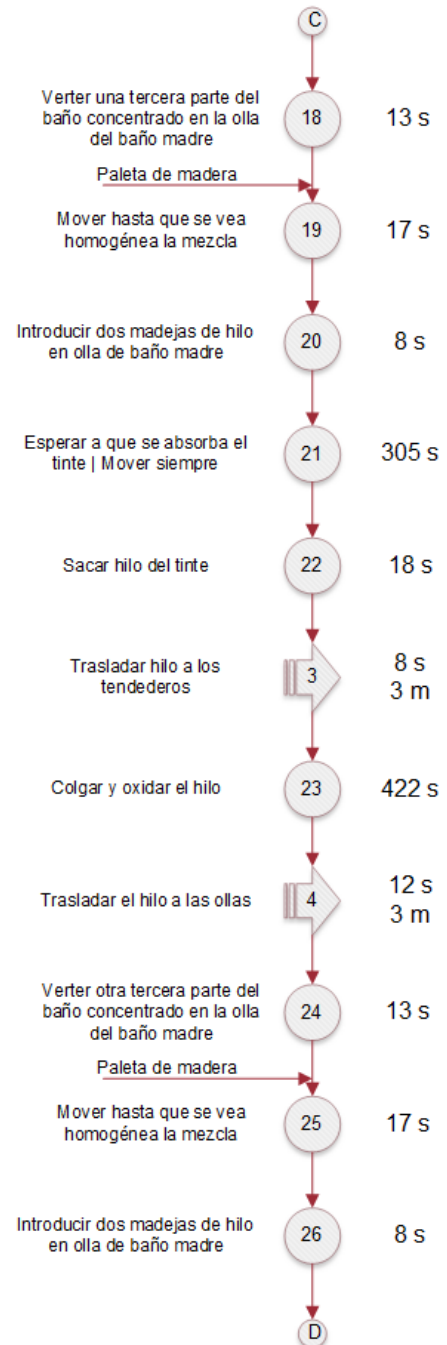 C
Verter una tercera parte del
baño concentrado en la olla
del baño madre
18
13 s
Paleta de madera
Mover hasta que se vea
homogénea la mezcla
19
17 s
Introducir dos madejas de hilo
en olla de baño madre
20
8 s
Esperar a que se absorba el
tinte | Mover siempre
21
305 s
Sacar hilo del tinte
22
18 s
Trasladar hilo a los
tendederos
3
8 s
3 m
Colgar y oxidar el hilo
23
422 s
Trasladar el hilo a las ollas
4
12 s
3 m
Verter otra tercera parte del
baño concentrado en la olla
del baño madre
24
13 s
Paleta de madera
Mover hasta que se vea
homogénea la mezcla
25
17 s
Introducir dos madejas de hilo
en olla de baño madre
26
8 s
D